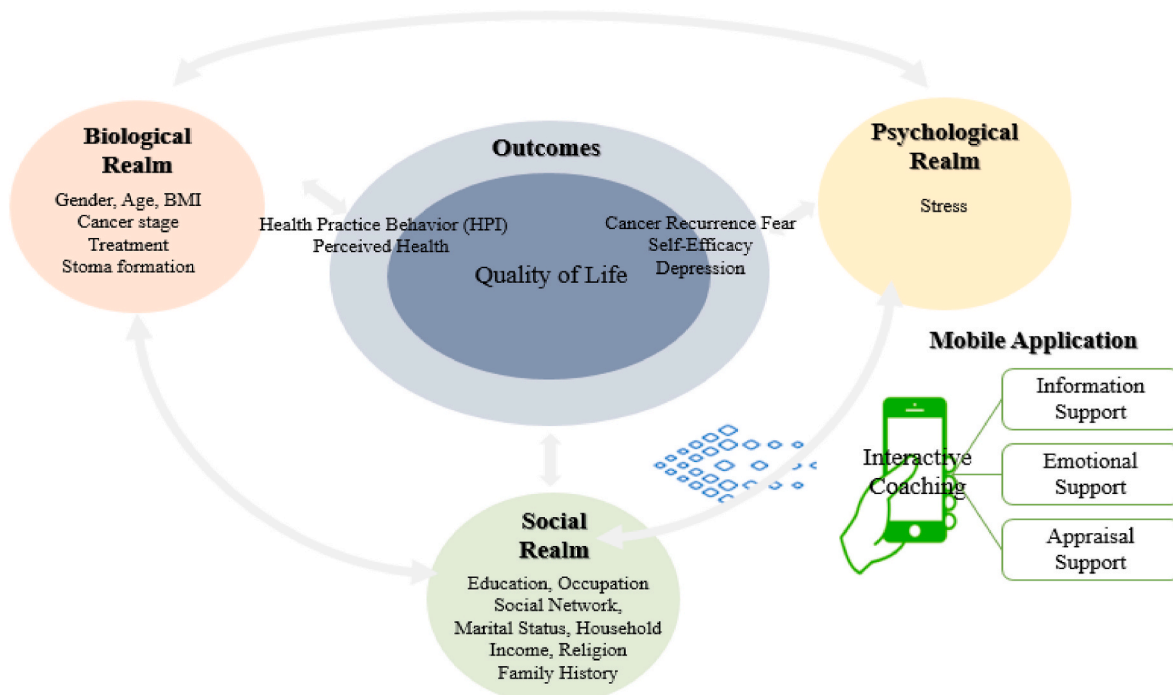 Biological
Realm
Gender, Age, BMI
Cancer stage
Treatment
Stoma formation
Outcomes
Health Practice Behavior (HPI)
Perceived Health
Cancer Recurrence Fear
Self-Efficacy
Depression
Quality of Life
Psychological
Realm
Stress
Mobile Application
Interactive
Coaching
Information
Support
Emotional
Support
Appraisal
Support
Social
Realm
Education, Occupation
Social Network,
Marital Status, Household
Income, Religion
Family History